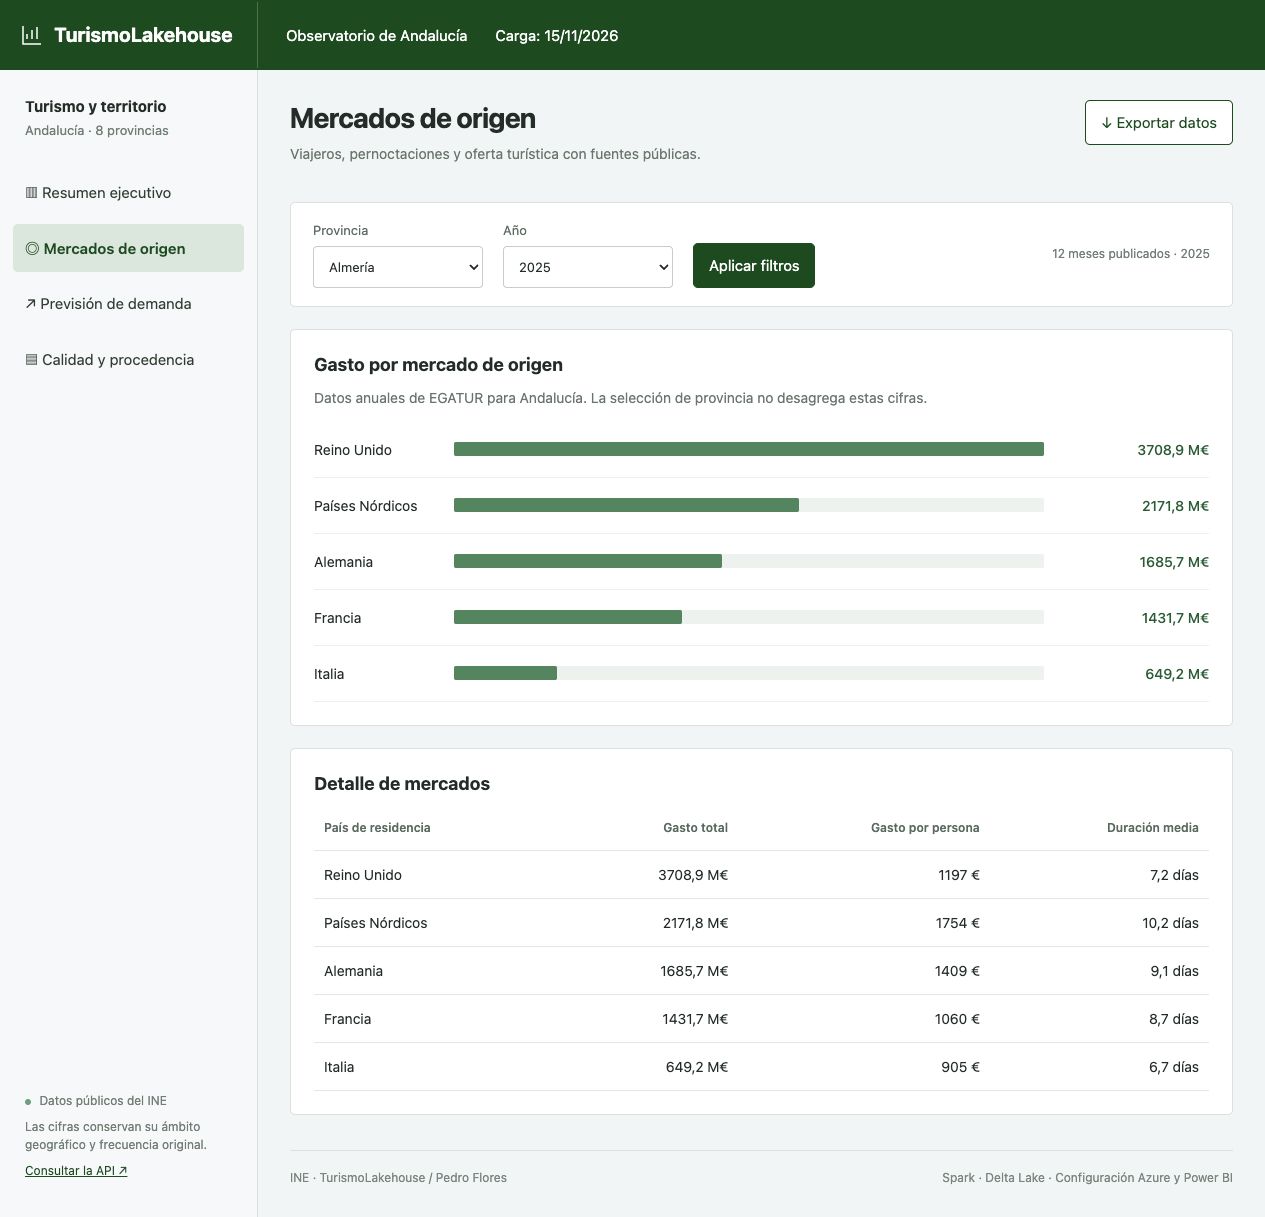 TurismoLakehouse
Observatorio de Andalucía
Carga: 15/11/2026
Turismo y territorio
Andalucía · 8 provincias
Resumen ejecutivo
Mercados de origen
↗ Previsión de demanda
Calidad y procedencia
Datos públicos del INE
Las cifras conservan su ámbito
geográfico y frecuencia original.
Consultar la API ↗
Mercados de origen
Viajeros, pernoctaciones y oferta turística con fuentes públicas.
↓ Exportar datos
Provincia
Almería
Año
2025
Aplicar filtros
12 meses publicados · 2025
Gasto por mercado de origen
Datos anuales de EGATUR para Andalucía. La selección de provincia no desagrega estas cifras.
Reino Unido 3708,9 M€
Países Nórdicos 2171,8 M€
Alemania 1685,7 M€
Francia 1431,7 M€
Italia 649,2 M€
Detalle de mercados
País de residencia Gasto total Gasto por persona Duración media
Reino Unido 3708,9 M€ 1197 € 7,2 días
Países Nórdicos 2171,8 M€ 1754 € 10,2 días
Alemania 1685,7 M€ 1409 € 9,1 días
Francia 1431,7 M€ 1060 € 8,7 días
Italia 649,2 M€ 905 € 6,7 días
INE · TurismoLakehouse / Pedro Flores
Spark · Delta Lake · Configuración Azure y Power BI